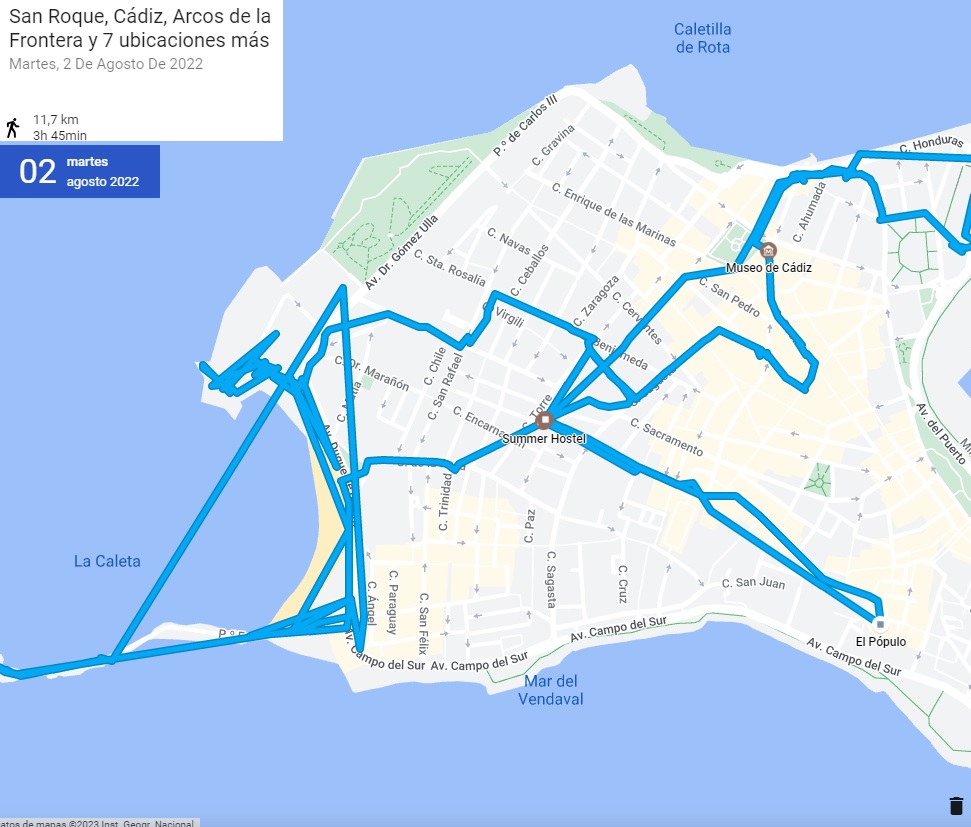 San Roque, Cádiz, Arcos de la
Frontera y 7 ubicaciones más
Martes, 2 De Agosto De 2022
11,7 km
3h 45min
02
martes
agosto 2022
Caletilla
de Rota
P.º de Carlos III
C. Gravina
C. Honduras
C. Enrique de las Marinas
C. Ahumada
Av. Dr. Gómez Ulla
C. Navas
C. Sta. Rosalía
C. Ceballos
Museo de Cádiz
C. San Pedro
C. Zaragoza
C. Cervantes
Virgili
Benjumeda
C. Dr. Marañón
C. Chile
C. San Rafael
C. Encarnación
Torre
Summer Hostel
C. Sacramento
Av. del Puerto
Av. Duque
C. Trinidad
C. Paz
La Caleta
C. Sagasta
C. Cruz
C. San Juan
C. Ángel
C. Paraguay
C. San Félix
Av. Campo del Sur
El Pópulo
Av. Campo del Sur
Av. Campo del Sur
Av. Campo del Sur
Mar del
Vendaval
atos de mapas ©2023 Inst. Geogr. Nacional